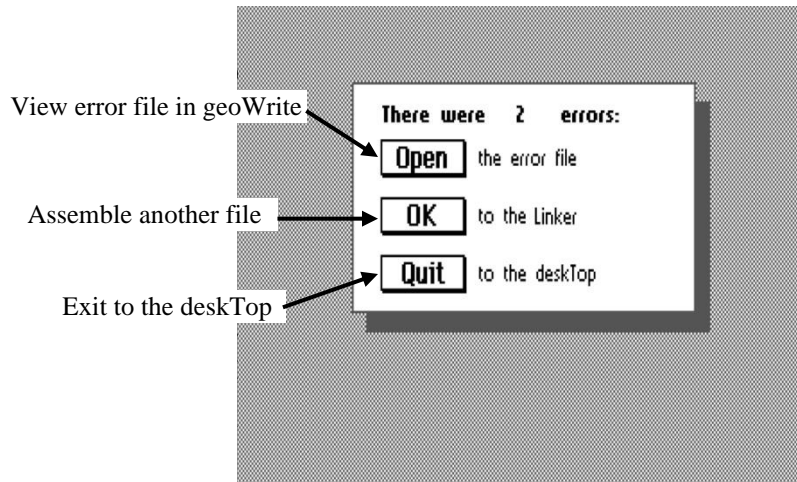 There were 2 errors:
View error file in geoWrite
Open the error file
Assemble another file
OK to the Linker
Quit to the deskTop
Exit to the deskTop